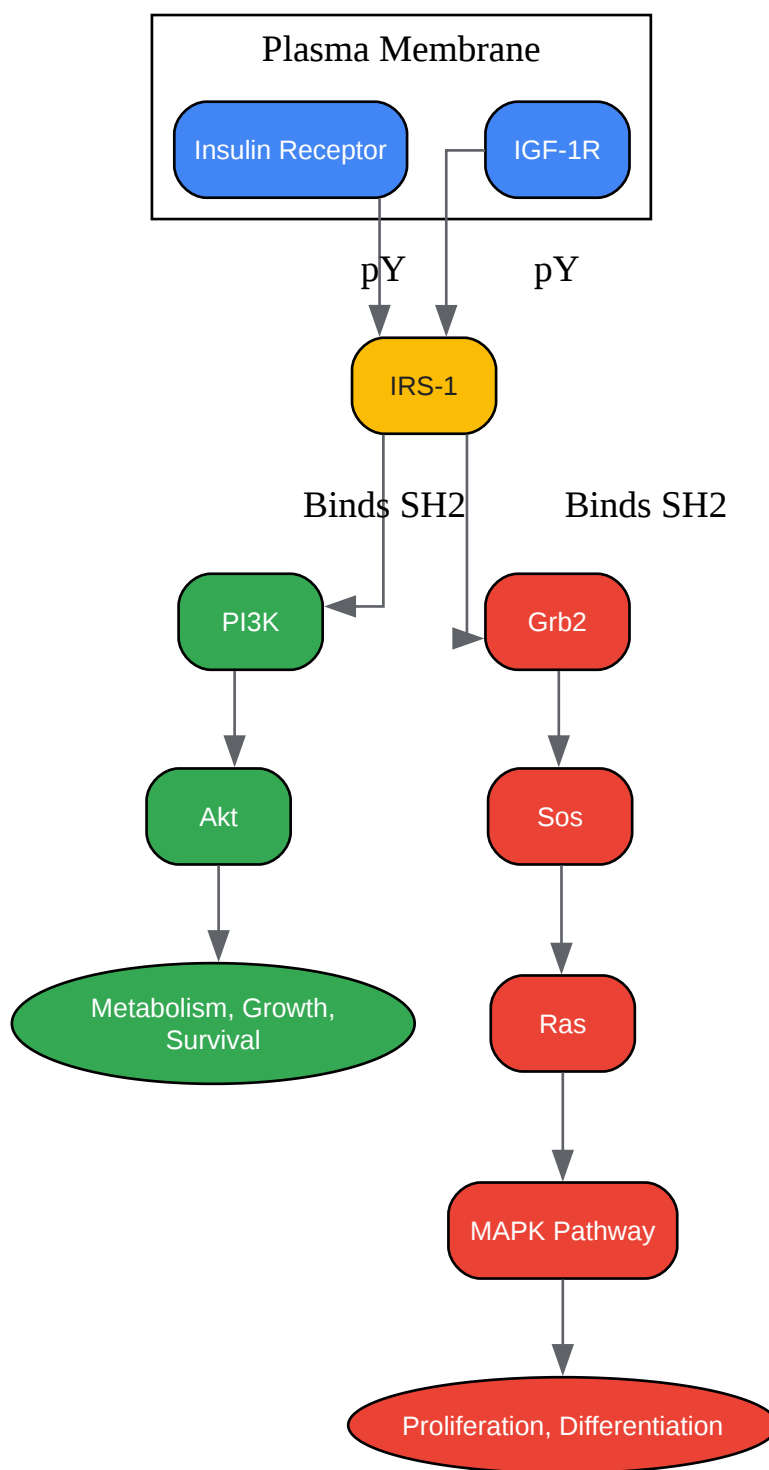 Plasma Membrane
Insulin Receptor
IGF-1R
pY
pY
IRS-1
Binds SH2
Binds SH2
PI3K
Grb2
Akt
Sos
Metabolism, Growth,
Survival
Ras
MAPK Pathway
Proliferation, Differentiation